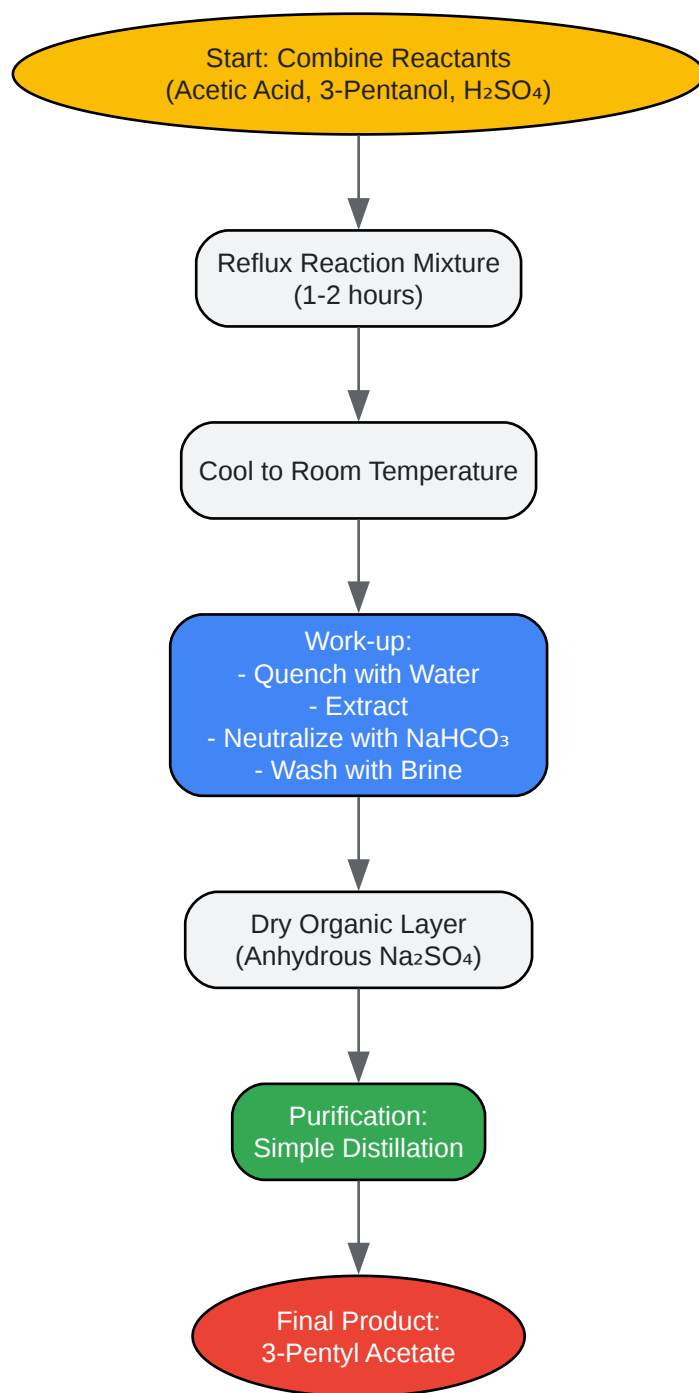 Start: Combine Reactants
(Acetic Acid, 3-Pentanol, H₂SO₄)
Reflux Reaction Mixture
(1-2 hours)
Cool to Room Temperature
Work-up:
- Quench with Water
- Extract
- Neutralize with NaHCO₃
- Wash with Brine
Dry Organic Layer
(Anhydrous Na₂SO₄)
Purification:
Simple Distillation
Final Product:
3-Pentyl Acetate